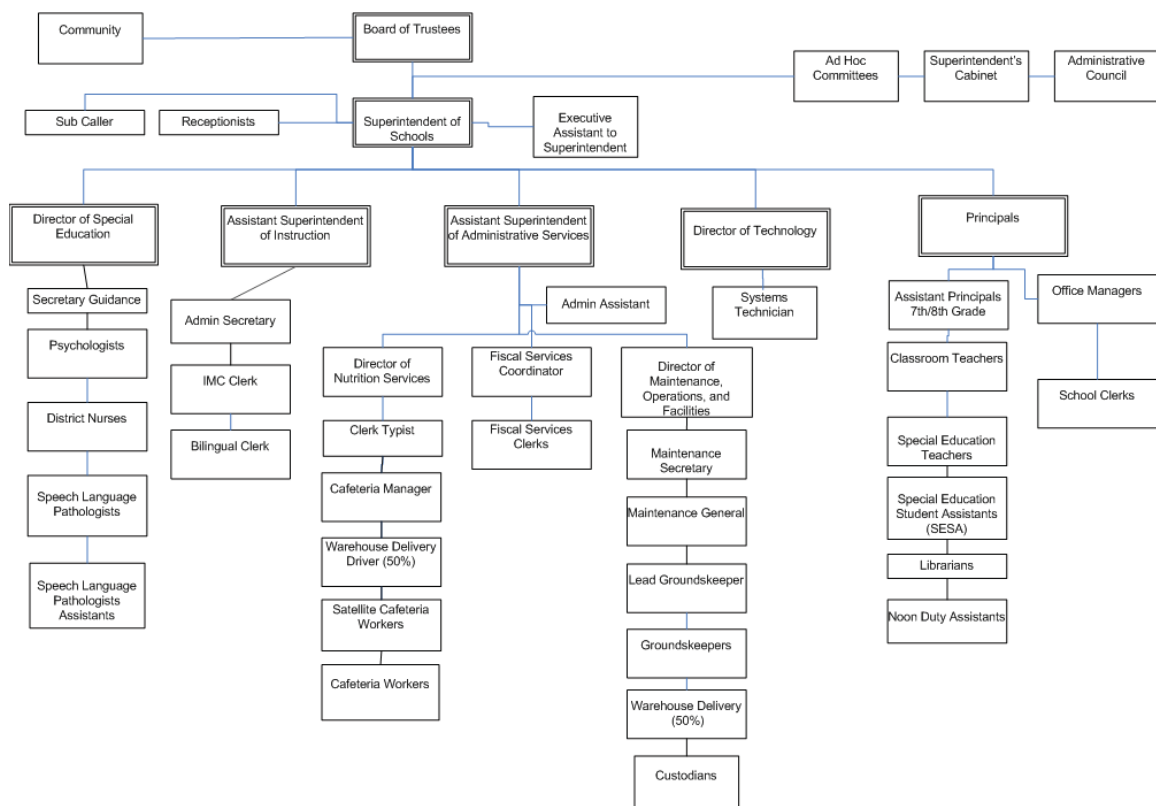 Community
Board of Trustees
Ad Hoc
Committees
Superintendent's
Cabinet
Administrative
Council
Sub Caller
Receptionists
Superintendent of
Schools
Executive
Assistant to
Superintendent
Director of Special
Education
Assistant Superintendent
of Instruction
Assistant Superintendent
of Administrative Services
Director of Technology
Principals
Secretary Guidance
Psychologists
District Nurses
Speech Language
Pathologists
Speech Language
Pathologists
Assistants
Admin Secretary
IMC Clerk
Bilingual Clerk
Admin Assistant
Director of
Nutrition Services
Clerk Typist
Cafeteria Manager
Warehouse Delivery
Driver (50%)
Satellite Cafeteria
Workers
Cafeteria Workers
Fiscal Services
Coordinator
Fiscal Services
Clerks
Director of
Maintenance,
Operations, and
Facilities
Maintenance
Secretary
Maintenance General
Lead Groundskeeper
Groundskeepers
Warehouse Delivery
(50%)
Custodians
Systems
Technician
Assistant Principals
7th/8th Grade
Classroom Teachers
Special Education
Teachers
Special Education
Student Assistants
(SESA)
Librarians
Noon Duty Assistants
Office Managers
School Clerks